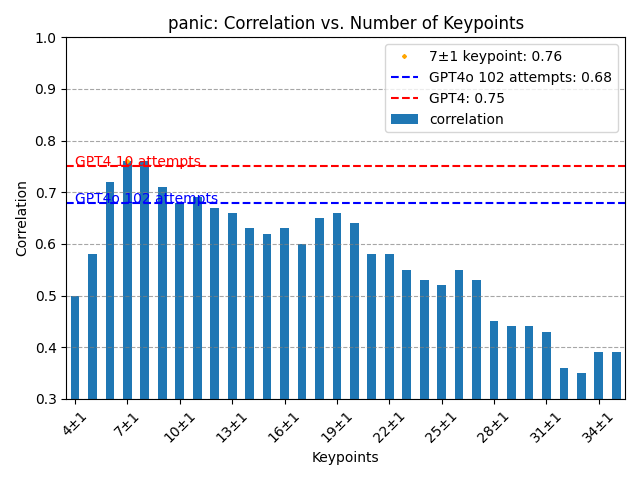 panic: Correlation vs. Number of Keypoints
1.0
0.9
0.8
0.7
0.6
0.5
0.4
0.3
Correlation
7±1 keypoint: 0.76
GPT4o 102 attempts: 0.68
GPT4: 0.75
correlation
GPT4 10 attempts
GPT4o 102 attempts
4±1
7±1
10±1
13±1
16±1
19±1
22±1
25±1
28±1
31±1
34±1
Keypoints